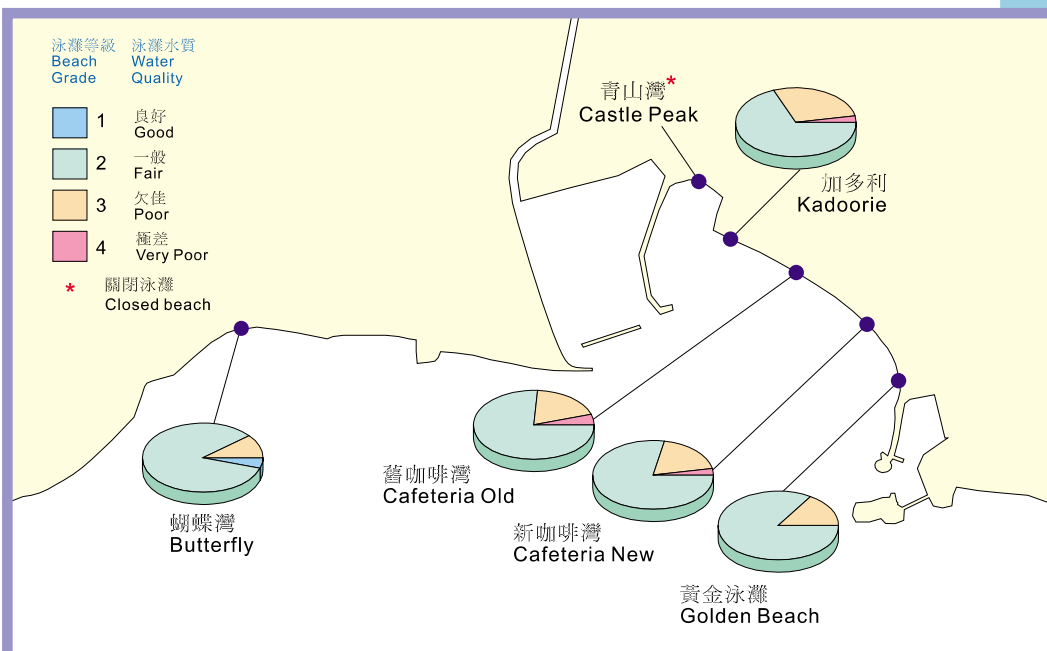 泳灘等級 泳灘水質
Beach Water
Grade Quality
1 良好
Good
2 一般
Fair
3 欠佳
Poor
4 極差
Very Poor
* 關閉泳灘
Closed beach
青山灣*
Castle Peak
加多利
Kadoorie
蝴蝶灣
Butterfly
舊咖啡灣
Cafeteria Old
新咖啡灣
Cafeteria New
黃金泳灘
Golden Beach